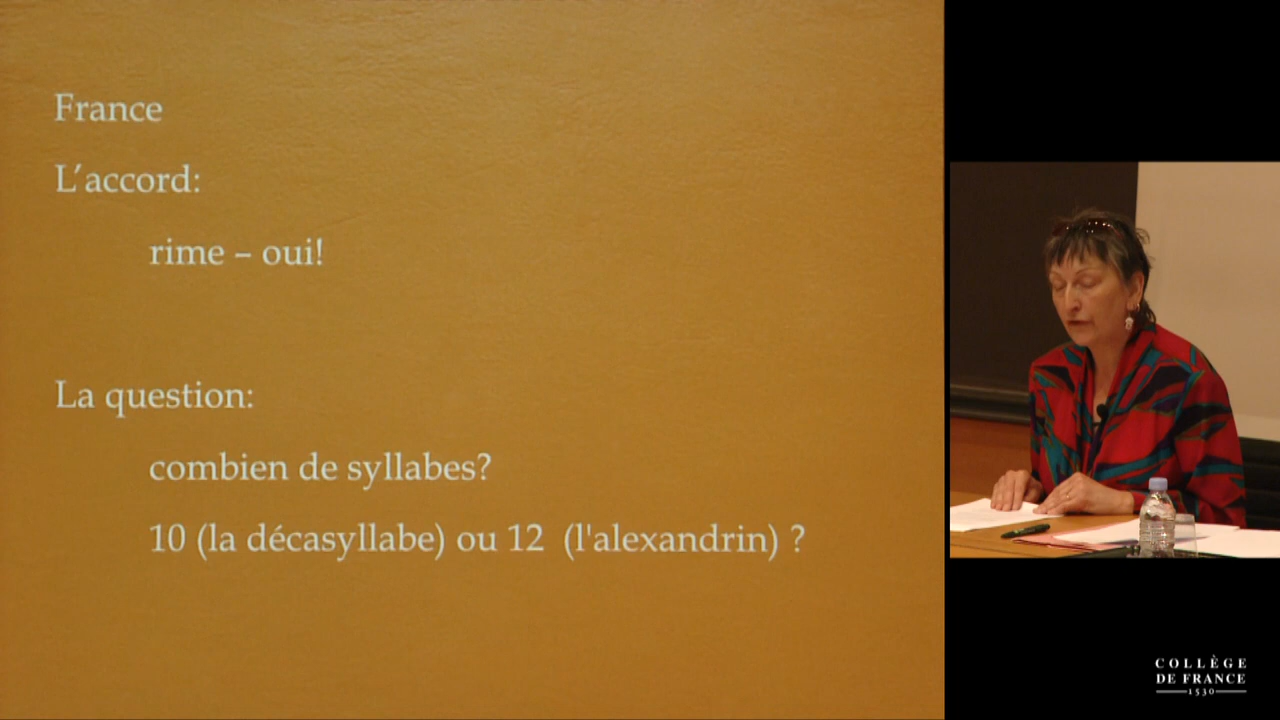 France
L’accord:
rime – oui!
La question:
combien de syllabes?
10 (la décasyllabe) ou 12 (l'alexandrin) ?
COLLÈGE
DE FRANCE
1530